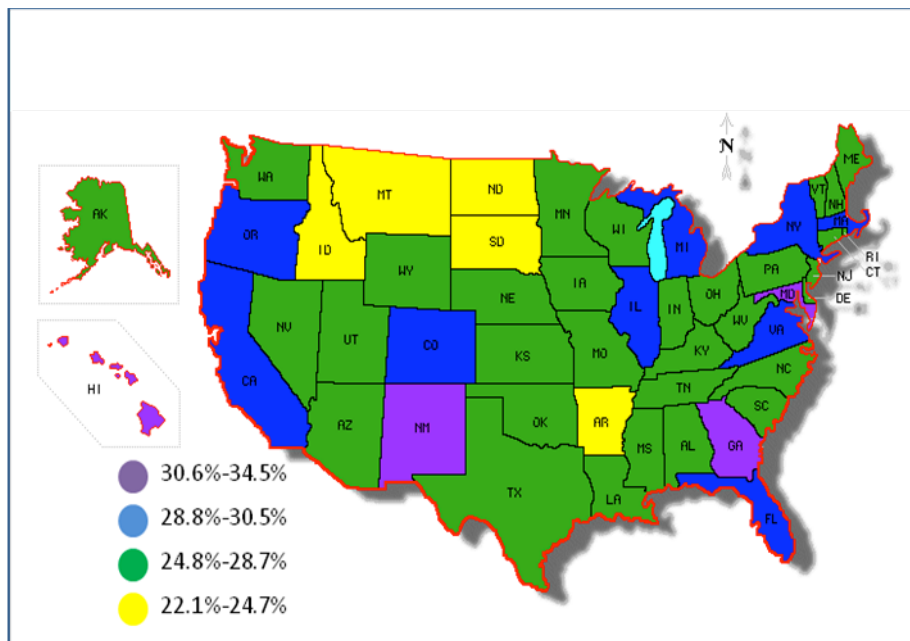 N
AK
HI
WA
OR
CA
ID
NV
MT
WY
UT
AZ
CO
NM
ND
SD
NE
KS
OK
TX
MN
IA
MO
AR
LA
WI
IL
MI
IN
OH
KY
TN
MS
AL
GA
FL
SC
NC
VA
WV
PA
NY
MD
VT
NH
ME
MA
RI
CT
NJ
DE
30.6%-34.5%
28.8%-30.5%
24.8%-28.7%
22.1%-24.7%